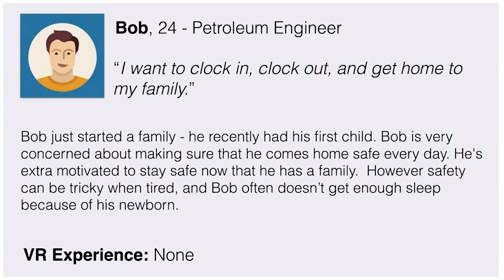 Bob, 24 - Petroleum Engineer
“I want to clock in, clock out, and get home to
my family.”
Bob just started a family - he recently had his first child. Bob is very
concerned about making sure that he comes home safe every day. He's
extra motivated to stay safe now that he has a family.  However safety
can be tricky when tired, and Bob often doesn’t get enough sleep
because of his newborn.
VR Experience: None